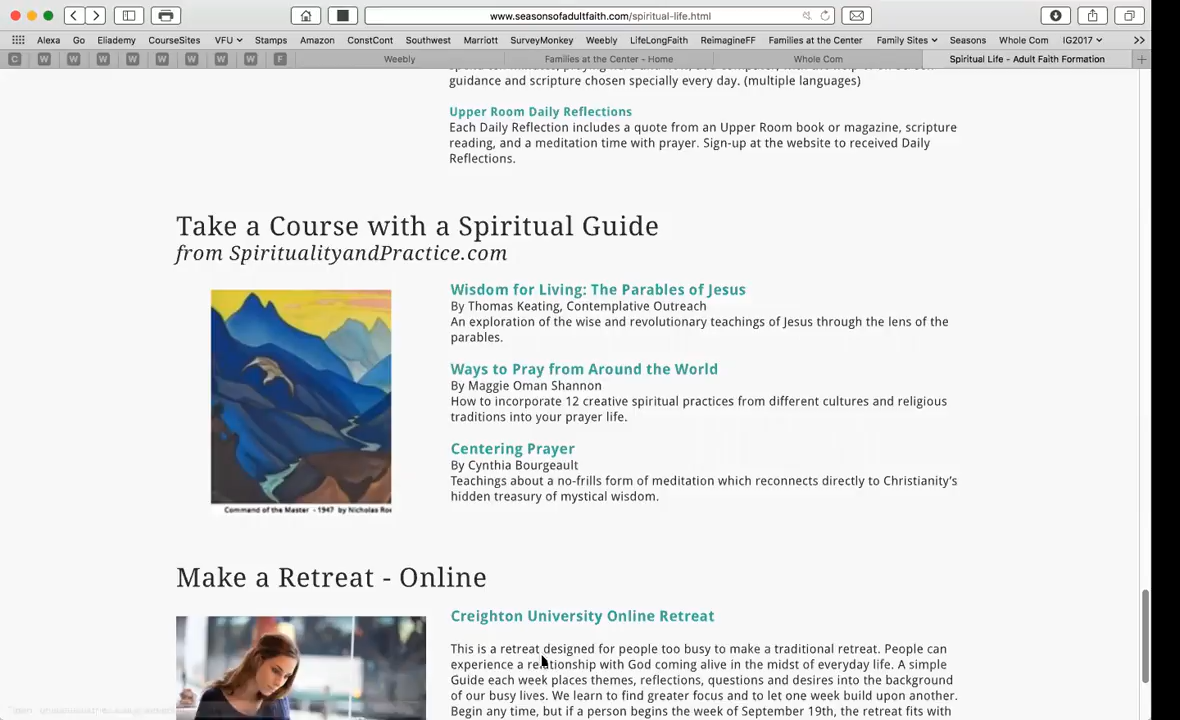 www.seasonsofadultfaith.com/spiritual-life.html
Alexa Go Eliademy CourseSites VFU Stamps Amazon ConstCont Southwest Marriott SurveyMonkey Weebly LifeLongFaith ReimagineFF Families at the Center Family Sites Seasons Whole Com IG2017 >>
C W W W W W W W W F Weebly Families at the Center - Home Whole Com Spiritual Life - Adult Faith Formation +
guidance and scripture chosen specially every day. (multiple languages)
Upper Room Daily Reflections
Each Daily Reflection includes a quote from an Upper Room book or magazine, scripture
reading, and a meditation time with prayer. Sign-up at the website to received Daily
Reflections.
Take a Course with a Spiritual Guide
from SpiritualityandPractice.com
Wisdom for Living: The Parables of Jesus
By Thomas Keating, Contemplative Outreach
An exploration of the wise and revolutionary teachings of Jesus through the lens of the
parables.
Ways to Pray from Around the World
By Maggie Oman Shannon
How to incorporate 12 creative spiritual practices from different cultures and religious
traditions into your prayer life.
Centering Prayer
By Cynthia Bourgeault
Teachings about a no-frills form of meditation which reconnects directly to Christianity's
hidden treasury of mystical wisdom.
Command of the Master - 1947 by Nicholas Roe
Make a Retreat - Online
Creighton University Online Retreat
This is a retreat designed for people too busy to make a traditional retreat. People can
experience a relationship with God coming alive in the midst of everyday life. A simple
Guide each week places themes, reflections, questions and desires into the background
of our busy lives. We learn to find greater focus and to let one week build upon another.
Begin any time, but if a person begins the week of September 19th, the retreat fits with